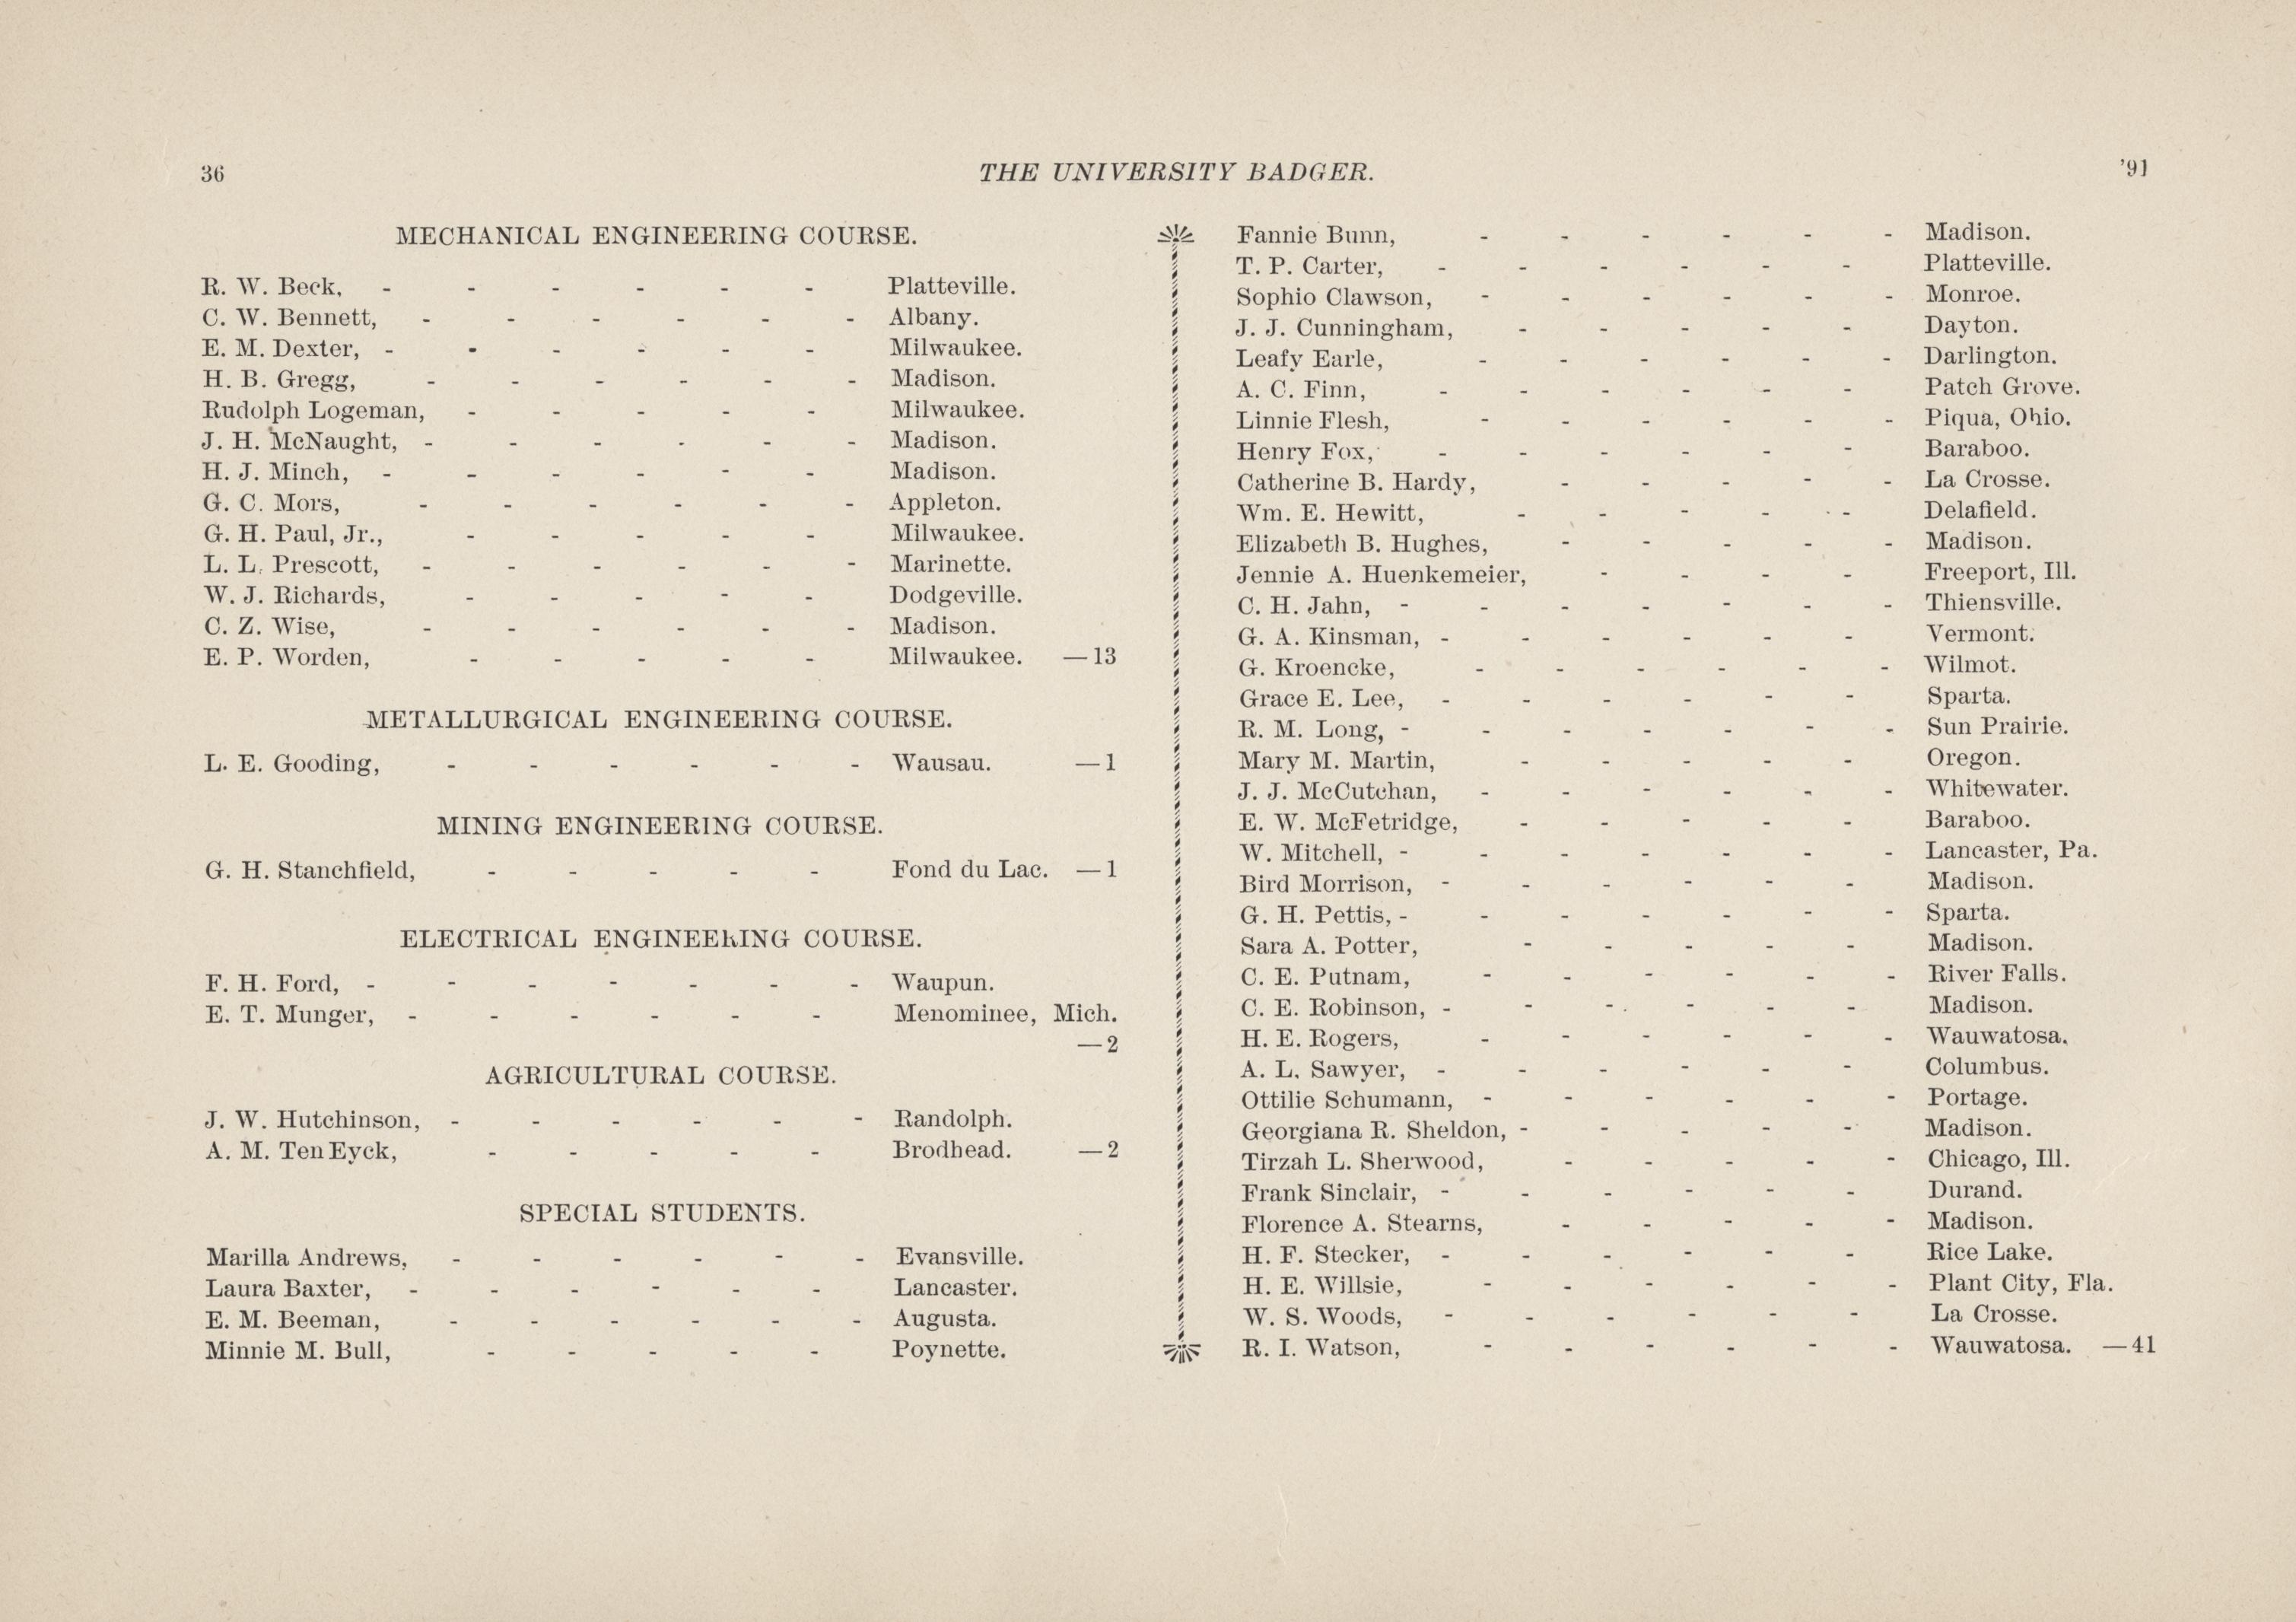 36
THE UNIVERSITY BADGER.
'91
MECHANICAL ENGINEERING COURSE.
R. W. Beck, - - - - - - Platteville.
C. W. Bennett, - - - - - - Albany.
E. M. Dexter, - - - - - - Milwaukee.
H. B. Gregg, - - - - - - Madison.
Rudolph Logeman, - - - - - Milwaukee.
J. H. McNaught, - - - - - - Madison.
H. J. Minch, - - - - - - Madison.
G. C. Mors, - - - - - - Appleton.
G. H. Paul, Jr., - - - - - Milwaukee.
L. L. Prescott, - - - - - - Marinette.
W. J. Richards, - - - - - Dodgeville.
C. Z. Wise, - - - - - - Madison.
E. P. Worden, - - - - - Milwaukee. —13
METALLURGICAL ENGINEERING COURSE.
L. E. Gooding, - - - - - - Wausau. —1
MINING ENGINEERING COURSE.
G. H. Stanchfield, - - - - - Fond du Lac. —1
ELECTRICAL ENGINEERING COURSE.
F. H. Ford, - - - - - - - Waupun.
E. T. Munger, - - - - - - Menominee, Mich.
—2
AGRICULTURAL COURSE.
J. W. Hutchinson, - - - - - - Randolph.
A. M. Ten Eyck, - - - - - Brodhead. —2
SPECIAL STUDENTS.
Marilla Andrews, - - - - - - Evansville.
Laura Baxter, - - - - - - Lancaster.
E. M. Beeman, - - - - - - Augusta.
Minnie M. Bull, - - - - - Poynette.
Fannie Bunn, - - - - - - Madison.
T. P. Carter, - - - - - - Platteville.
Sophio Clawson, - - - - - - Monroe.
J. J. Cunningham, - - - - - Dayton.
Leafy Earle, - - - - - - Darlington.
A. C. Finn, - - - - - - Patch Grove.
Linnie Flesh, - - - - - - Piqua, Ohio.
Henry Fox, - - - - - - Baraboo.
Catherine B. Hardy, - - - - - La Crosse.
Wm. E. Hewitt, - - - - - Delafield.
Elizabeth B. Hughes, - - - - - Madison.
Jennie A. Huenkemeier, - - - - Freeport, Ill.
C. H. Jahn, - - - - - - - Thiensville.
G. A. Kinsman, - - - - - - Vermont.
G. Kroencke, - - - - - - Wilmot.
Grace E. Lee, - - - - - - Sparta.
R. M. Long, - - - - - - - Sun Prairie.
Mary M. Martin, - - - - - Oregon.
J. J. McCutchan, - - - - - - Whitewater.
E. W. McFetridge, - - - - - Baraboo.
W. Mitchell, - - - - - - - Lancaster, Pa.
Bird Morrison, - - - - - - Madison.
G. H. Pettis, - - - - - - - Sparta.
Sara A. Potter, - - - - - Madison.
C. E. Putnam, - - - - - - River Falls.
C. E. Robinson, - - - - - - Madison.
H. E. Rogers, - - - - - - Wauwatosa.
A. L. Sawyer, - - - - - - Columbus.
Ottilie Schumann, - - - - - - Portage.
Georgiana R. Sheldon, - - - - - Madison.
Tirzah L. Sherwood, - - - - - Chicago, Ill.
Frank Sinclair, - - - - - - Durand.
Florence A. Stearns, - - - - - Madison.
H. F. Stecker, - - - - - - Rice Lake.
H. E. Willsie, - - - - - - Plant City, Fla.
W. S. Woods, - - - - - - La Crosse.
R. I. Watson, - - - - - - Wauwatosa. —41